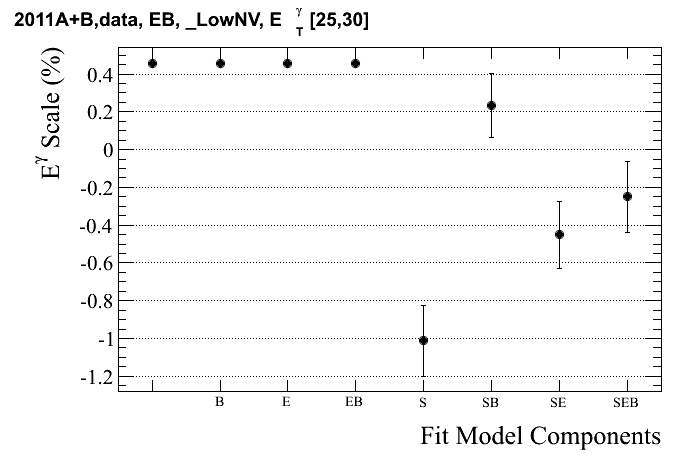 2011A+B,data, EB, _LowNV, E γ T [25,30]
Eγ Scale (%)
0.4
0.2
0
-0.2
-0.4
-0.6
-0.8
-1
-1.2
B E EB S SB SE SEB
Fit Model Components